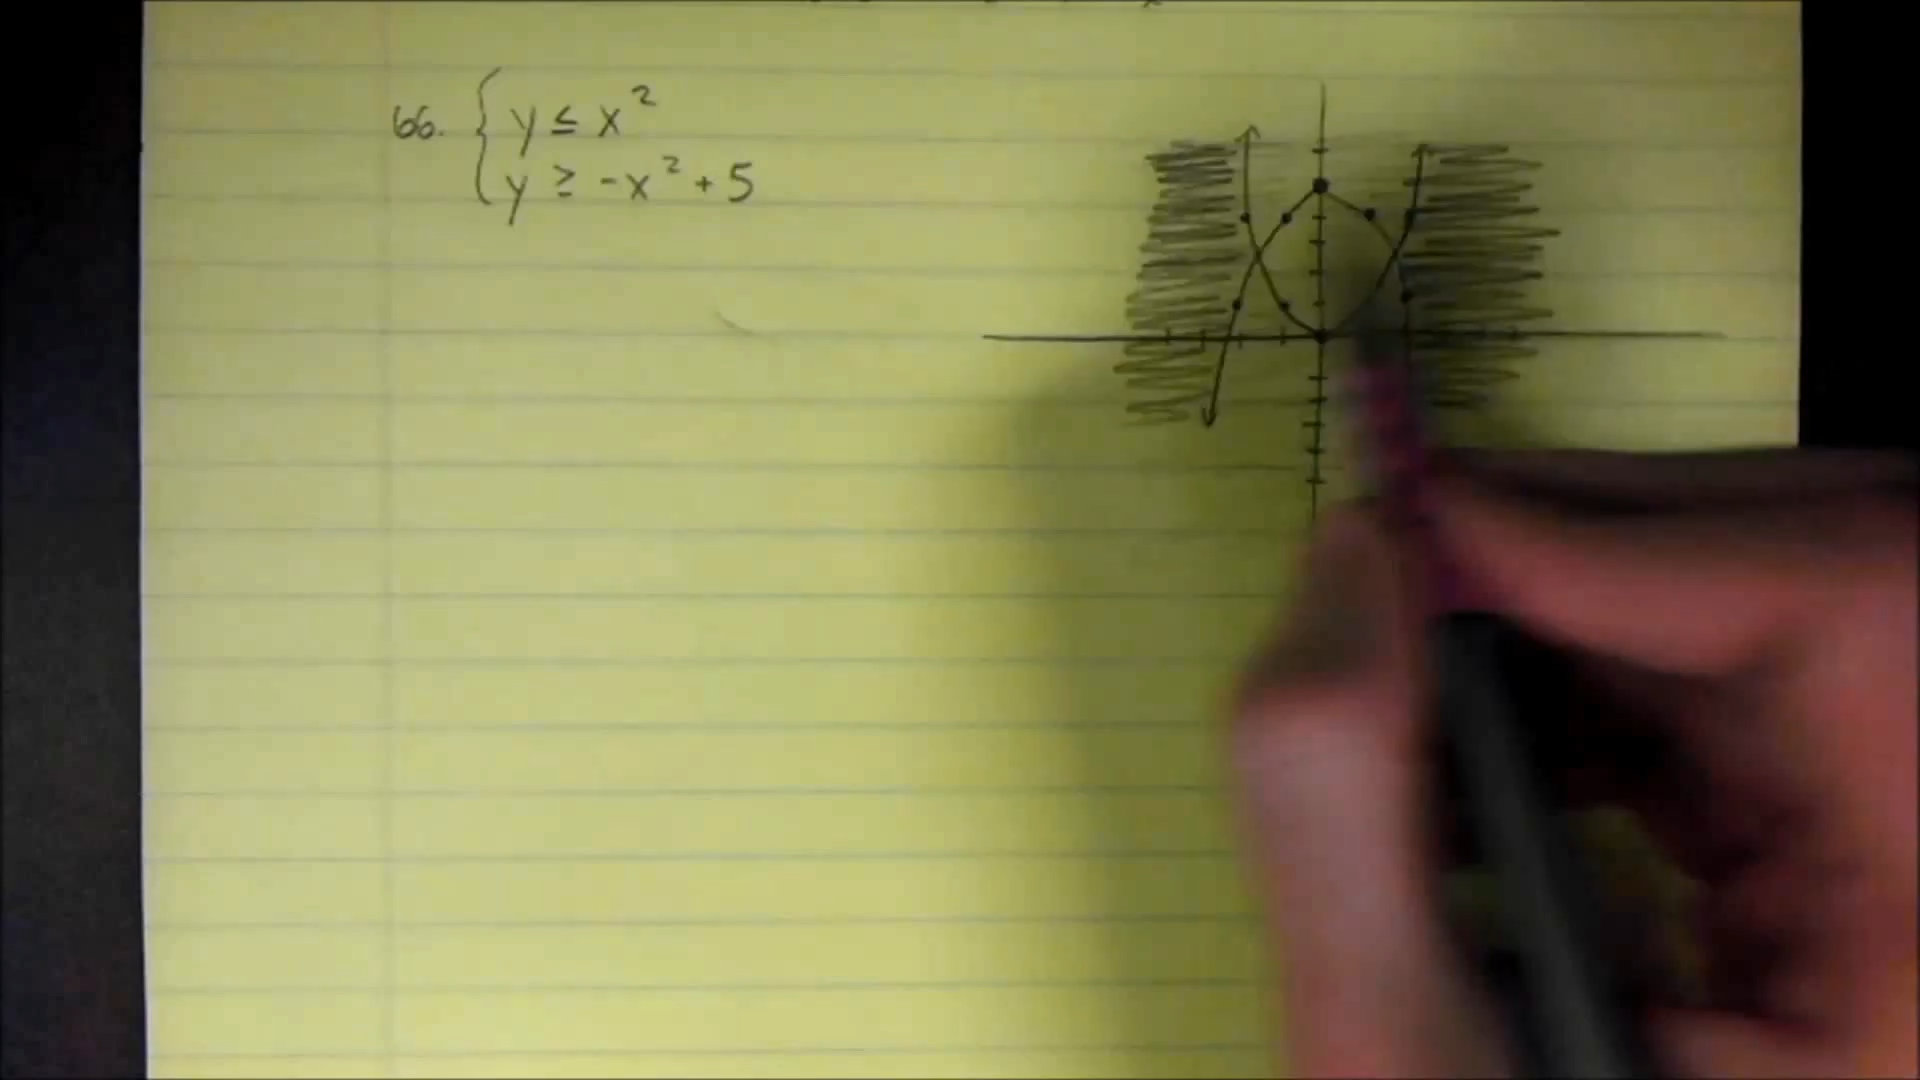 66. { y ≤ x²
y ≥ -x² + 5